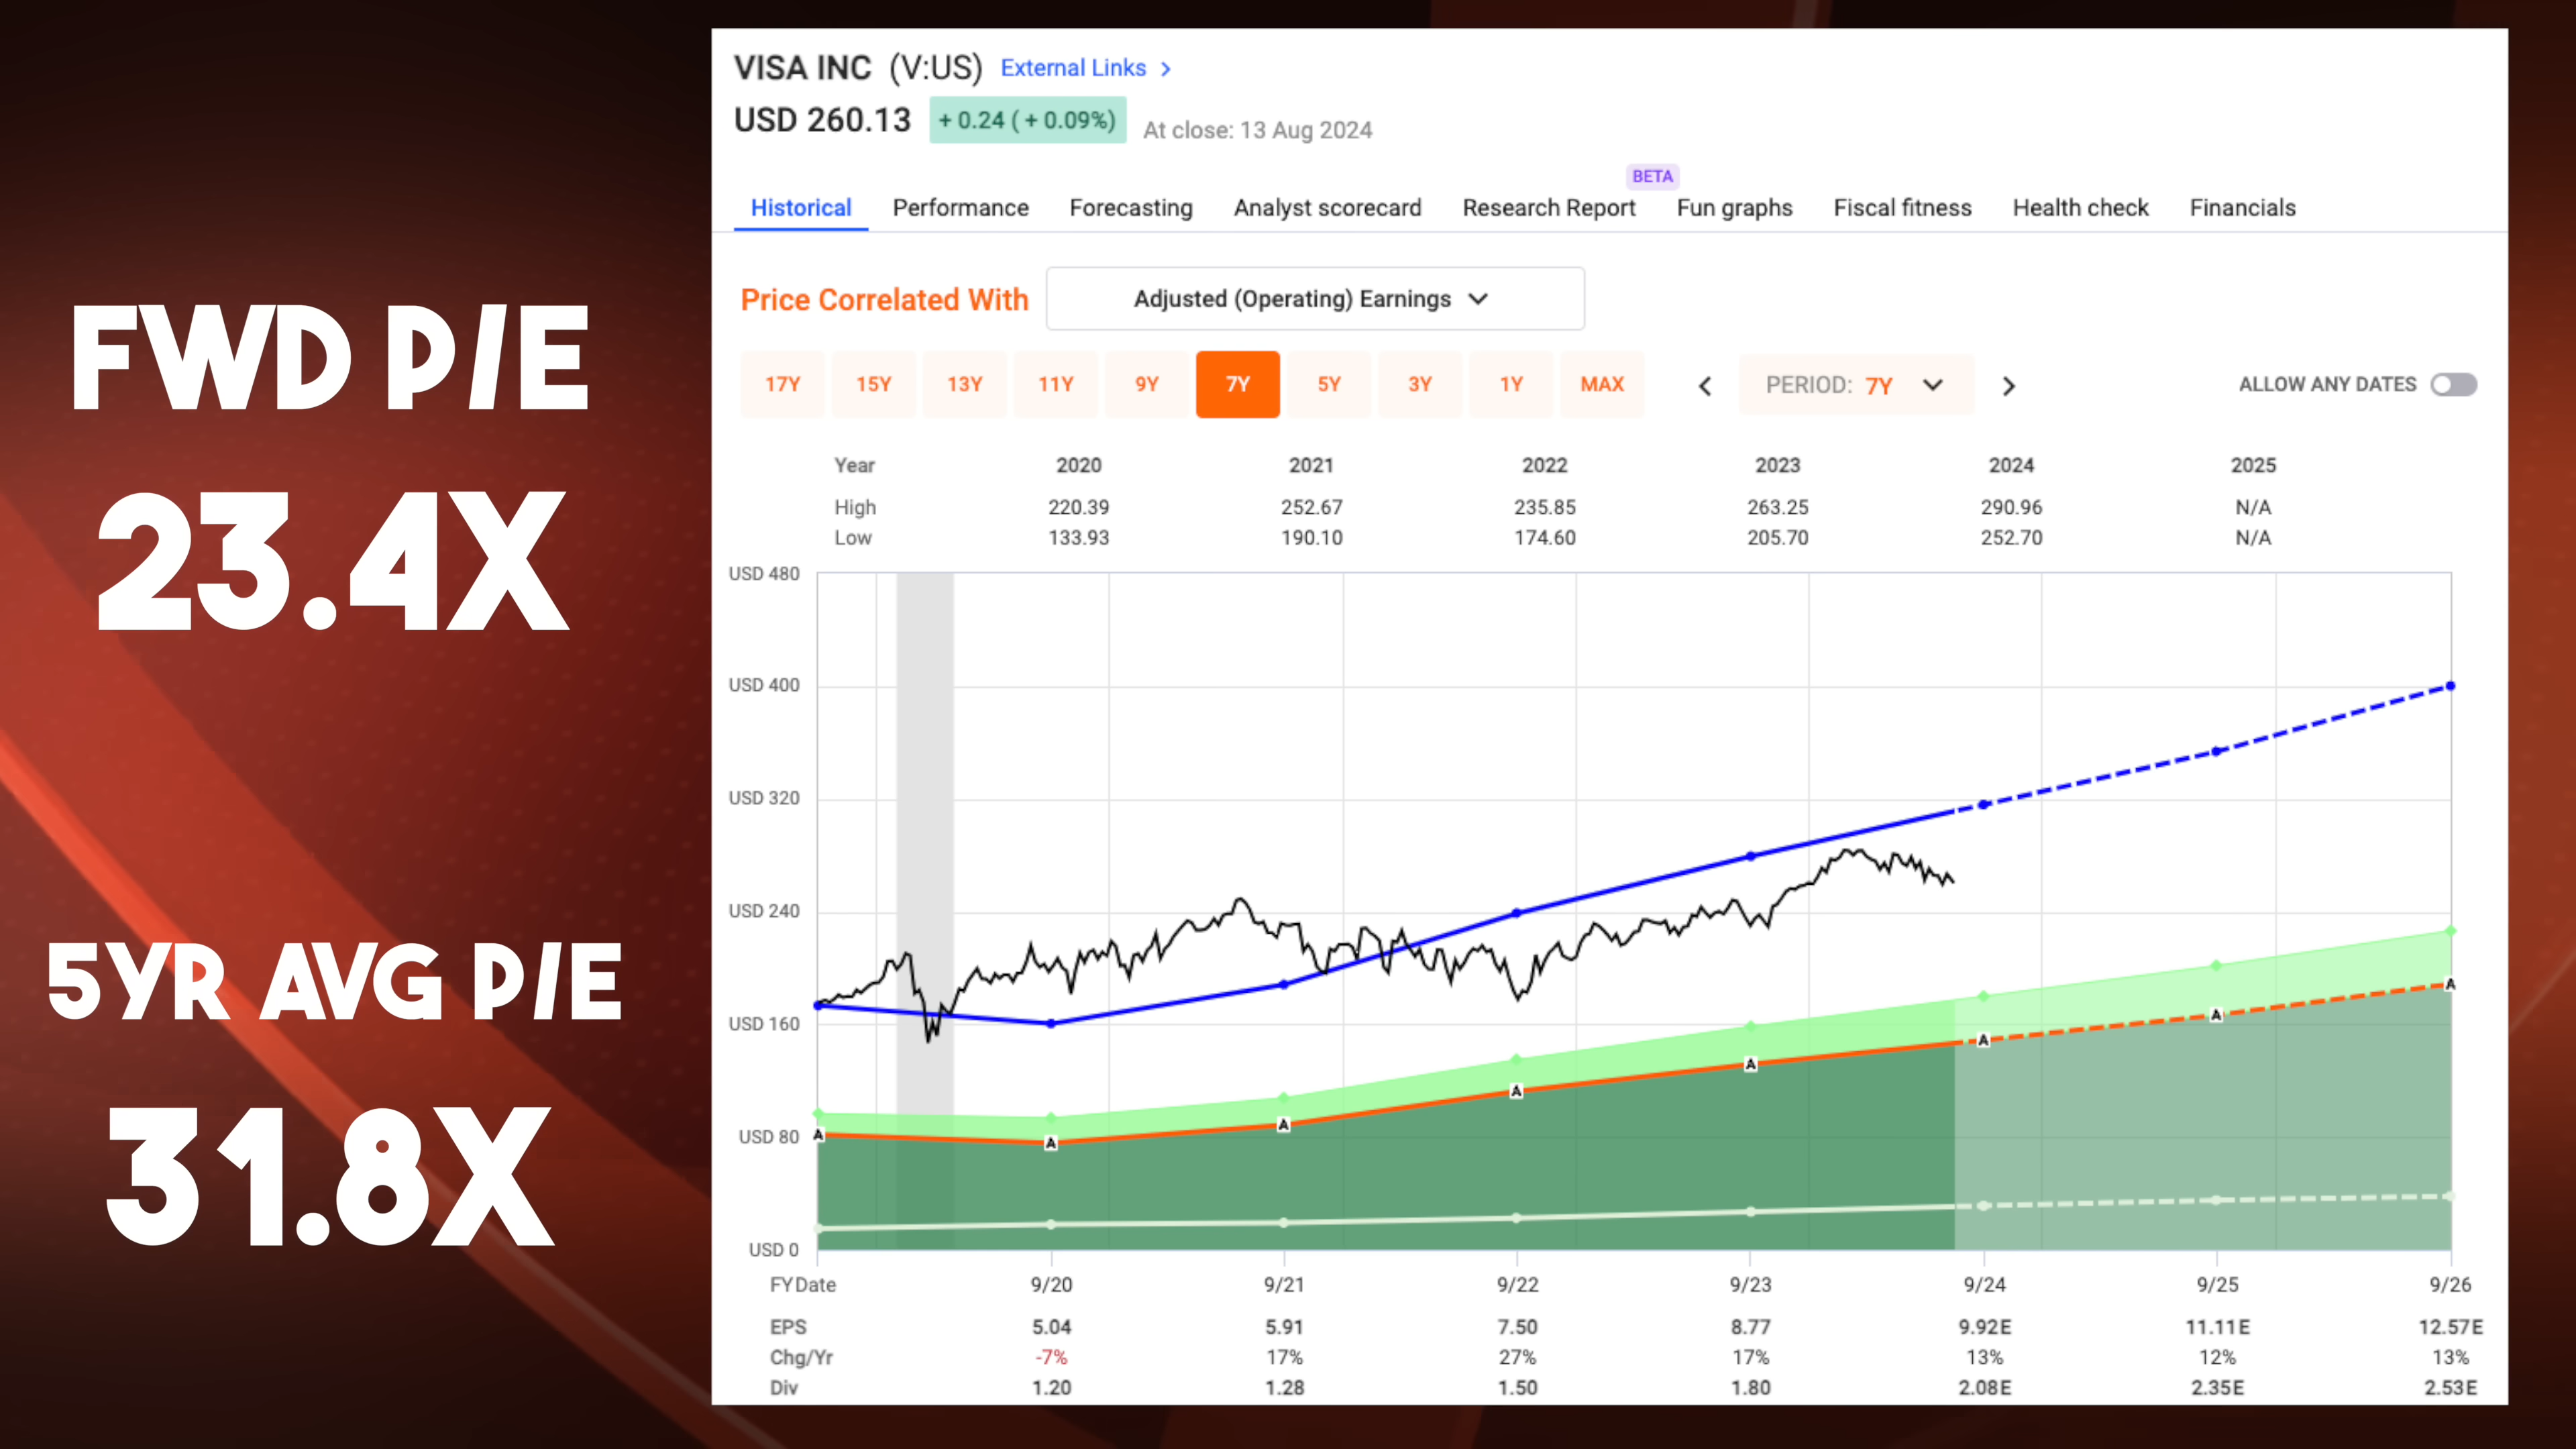 FWD P/E
23.4X
5YR AVG P/E
31.8X
VISA INC (V:US) External Links >
USD 260.13 + 0.24 ( + 0.09%) At close: 13 Aug 2024
BETA
Historical Performance Forecasting Analyst scorecard Research Report Fun graphs Fiscal fitness Health check Financials
Price Correlated With Adjusted (Operating) Earnings
17Y 15Y 13Y 11Y 9Y 7Y 5Y 3Y 1Y MAX PERIOD: 7Y ALLOW ANY DATES
Year 2020 2021 2022 2023 2024 2025
High 220.39 252.67 235.85 263.25 290.96 N/A
Low 133.93 190.10 174.60 205.70 252.70 N/A
USD 480
USD 400
USD 320
USD 240
USD 160
USD 80
USD 0
A A A A A A A A
FY Date 9/20 9/21 9/22 9/23 9/24 9/25 9/26
EPS 5.04 5.91 7.50 8.77 9.92E 11.11E 12.57E
Chg/Yr -7% 17% 27% 17% 13% 12% 13%
Div 1.20 1.28 1.50 1.80 2.08E 2.35E 2.53E